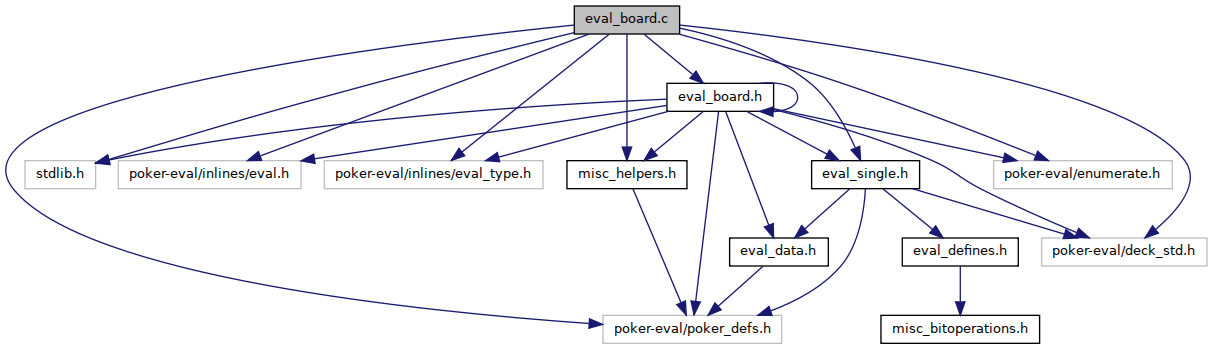 eval_board.c
eval_board.h
stdlib.h
poker-eval/inlines/eval.h
poker-eval/inlines/eval_type.h
misc_helpers.h
eval_single.h
poker-eval/enumerate.h
eval_data.h
eval_defines.h
poker-eval/deck_std.h
poker-eval/poker_defs.h
misc_bitoperations.h